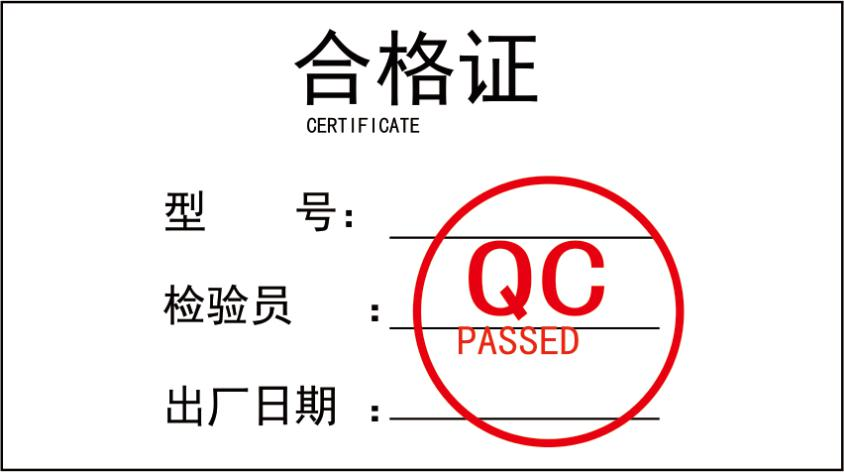 合格证
CERTIFICATE
型　　号：
QC
检验员　：
PASSED
出厂日期：